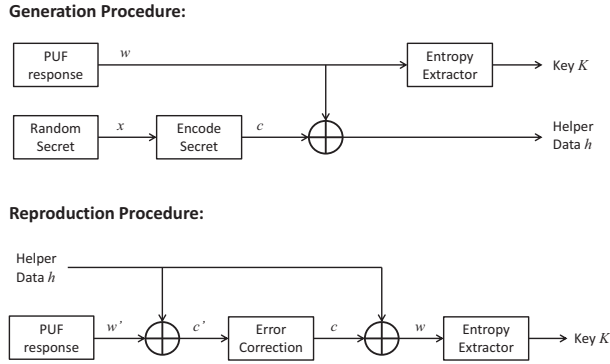 Generation Procedure:
PUF
response
w
Entropy
Extractor
Key K
Random
Secret
x
Encode
Secret
c
Helper
Data h
Reproduction Procedure:
Helper
Data h
PUF
response
w'
c'
Error
Correction
c
w
Entropy
Extractor
Key K